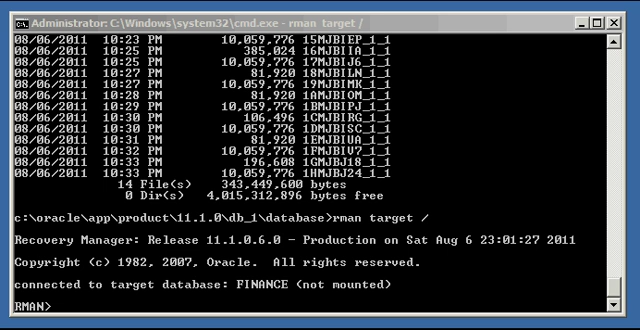 Administrator: C:\Windows\system32\cmd.exe - rman target /
08/06/2011 10:23 PM 10,059,776 15MJBIEP_1_1
08/06/2011 10:25 PM 385,024 16MJBIIA_1_1
08/06/2011 10:25 PM 10,059,776 17MJBIJ6_1_1
08/06/2011 10:27 PM 81,920 18MJBILN_1_1
08/06/2011 10:27 PM 10,059,776 19MJBIMK_1_1
08/06/2011 10:28 PM 81,920 1AMJBIOM_1_1
08/06/2011 10:29 PM 10,059,776 1BMJBIPJ_1_1
08/06/2011 10:30 PM 106,496 1CMJBIRG_1_1
08/06/2011 10:30 PM 10,059,776 1DMJBISC_1_1
08/06/2011 10:31 PM 81,920 1EMJBIUA_1_1
08/06/2011 10:32 PM 10,059,776 1FMJBIU7_1_1
08/06/2011 10:33 PM 196,608 1GMJBJ18_1_1
08/06/2011 10:33 PM 10,059,776 1HMJBJ24_1_1
14 File(s) 343,449,600 bytes
0 Dir(s) 4,015,312,896 bytes free
c:\oracle\app\product\11.1.0\db_1\database>rman target /
Recovery Manager: Release 11.1.0.6.0 - Production on Sat Aug 6 23:01:27 2011
Copyright (c) 1982, 2007, Oracle. All rights reserved.
connected to target database: FINANCE (not mounted)
RMAN>